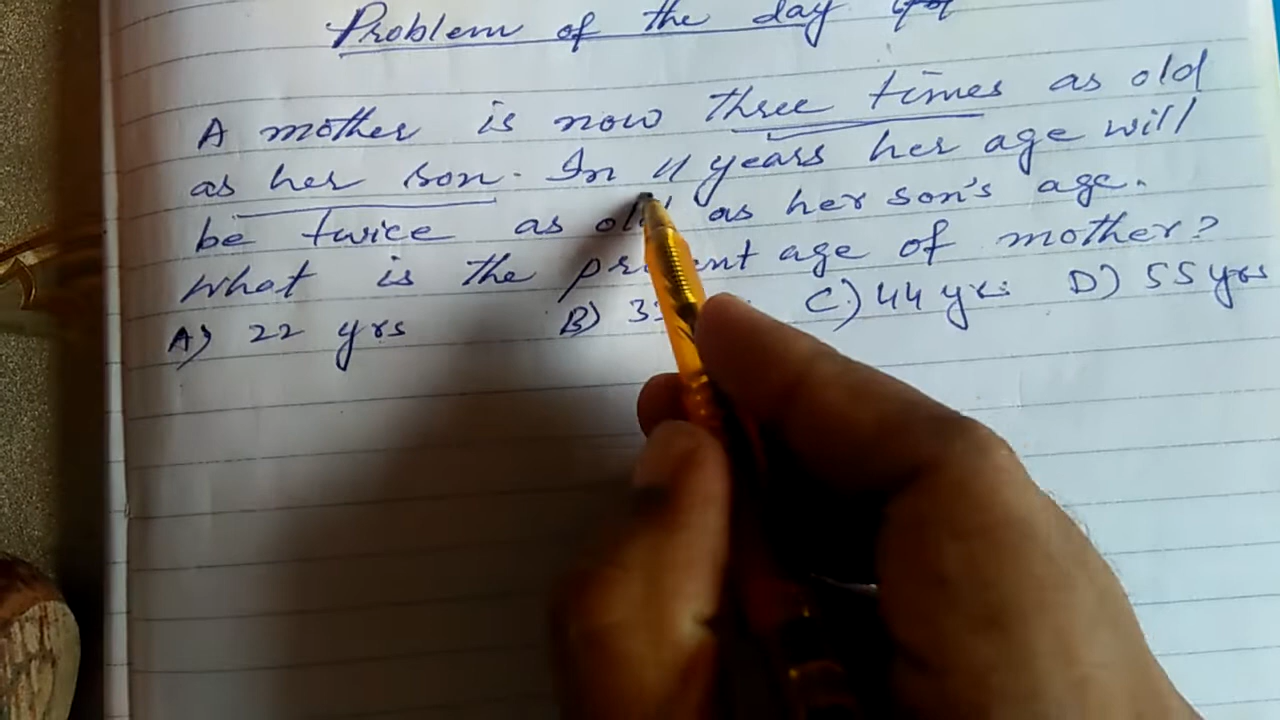 Problem of the day
A mother is now three times as old
as her son. In 11 years her age will
be twice as old as her son's age.
What is the present age of mother?
A) 22 yrs B) C) 44 yrs D) 55 yrs